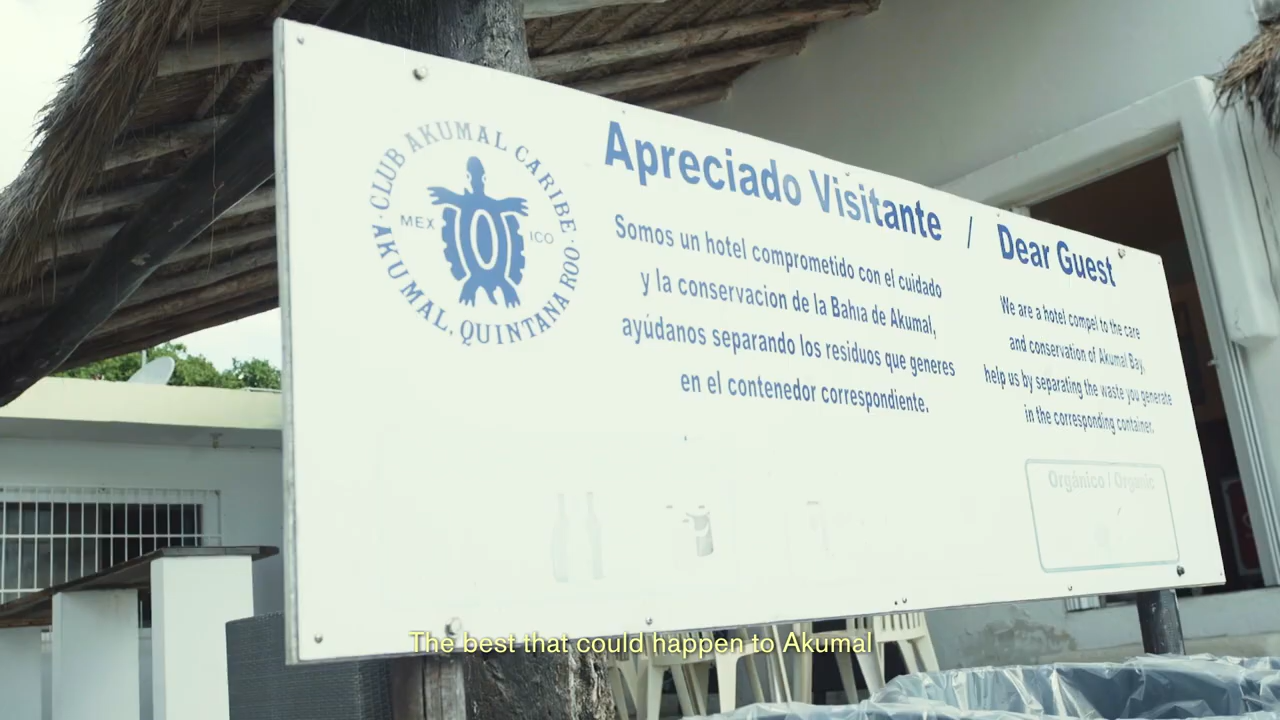 CLUB AKUMAL CARIBE · AKUMAL, QUINTANA ROO ·
MEX ICO
Apreciado Visitante / Dear Guest
Somos un hotel comprometido con el cuidado
y la conservacion de la Bahia de Akumal,
ayúdanos separando los residuos que generes
en el contenedor correspondiente.
We are a hotel compel to the care
and conservation of Akumal Bay,
help us by separating the waste you generate
in the corresponding container.
Orgánico / Organic
The best that could happen to Akumal